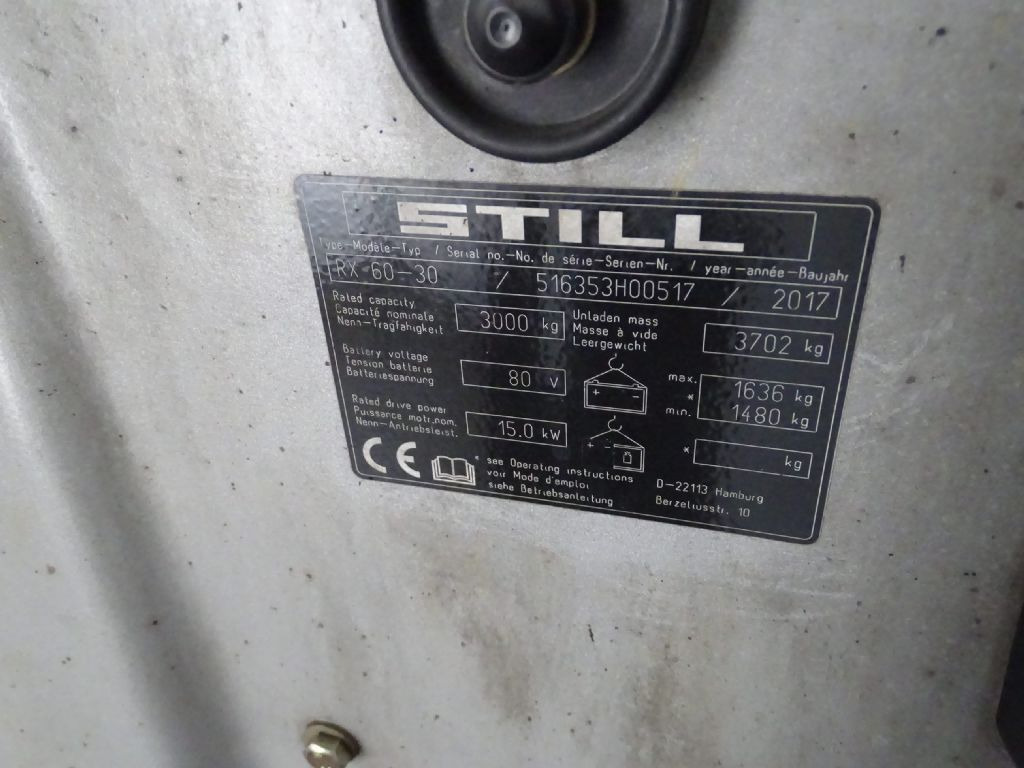 STILL
Type-Modèle-Typ / Serial no.-No. de série-Serien-Nr. / year-année-Baujahr
RX 60-30 / 516353H00517 / 2017
Rated capacity
Capacité nominale
Nenn-Tragfähigkeit
3000 kg
Unladen mass
Masse à vide
Leergewicht
3702 kg
Battery voltage
Tension batterie
Batteriespannung
80 V
+ -
max. 1636 kg
*
min. 1480 kg
Rated drive power
Puissance motr.nom.
Nenn-Antriebsleist.
15.0 kW
+ -
* kg
CE
* see Operating instructions
voir Mode d'emploi
siehe Betriebsanleitung
D-22113 Hamburg
Berzeliusstr. 10